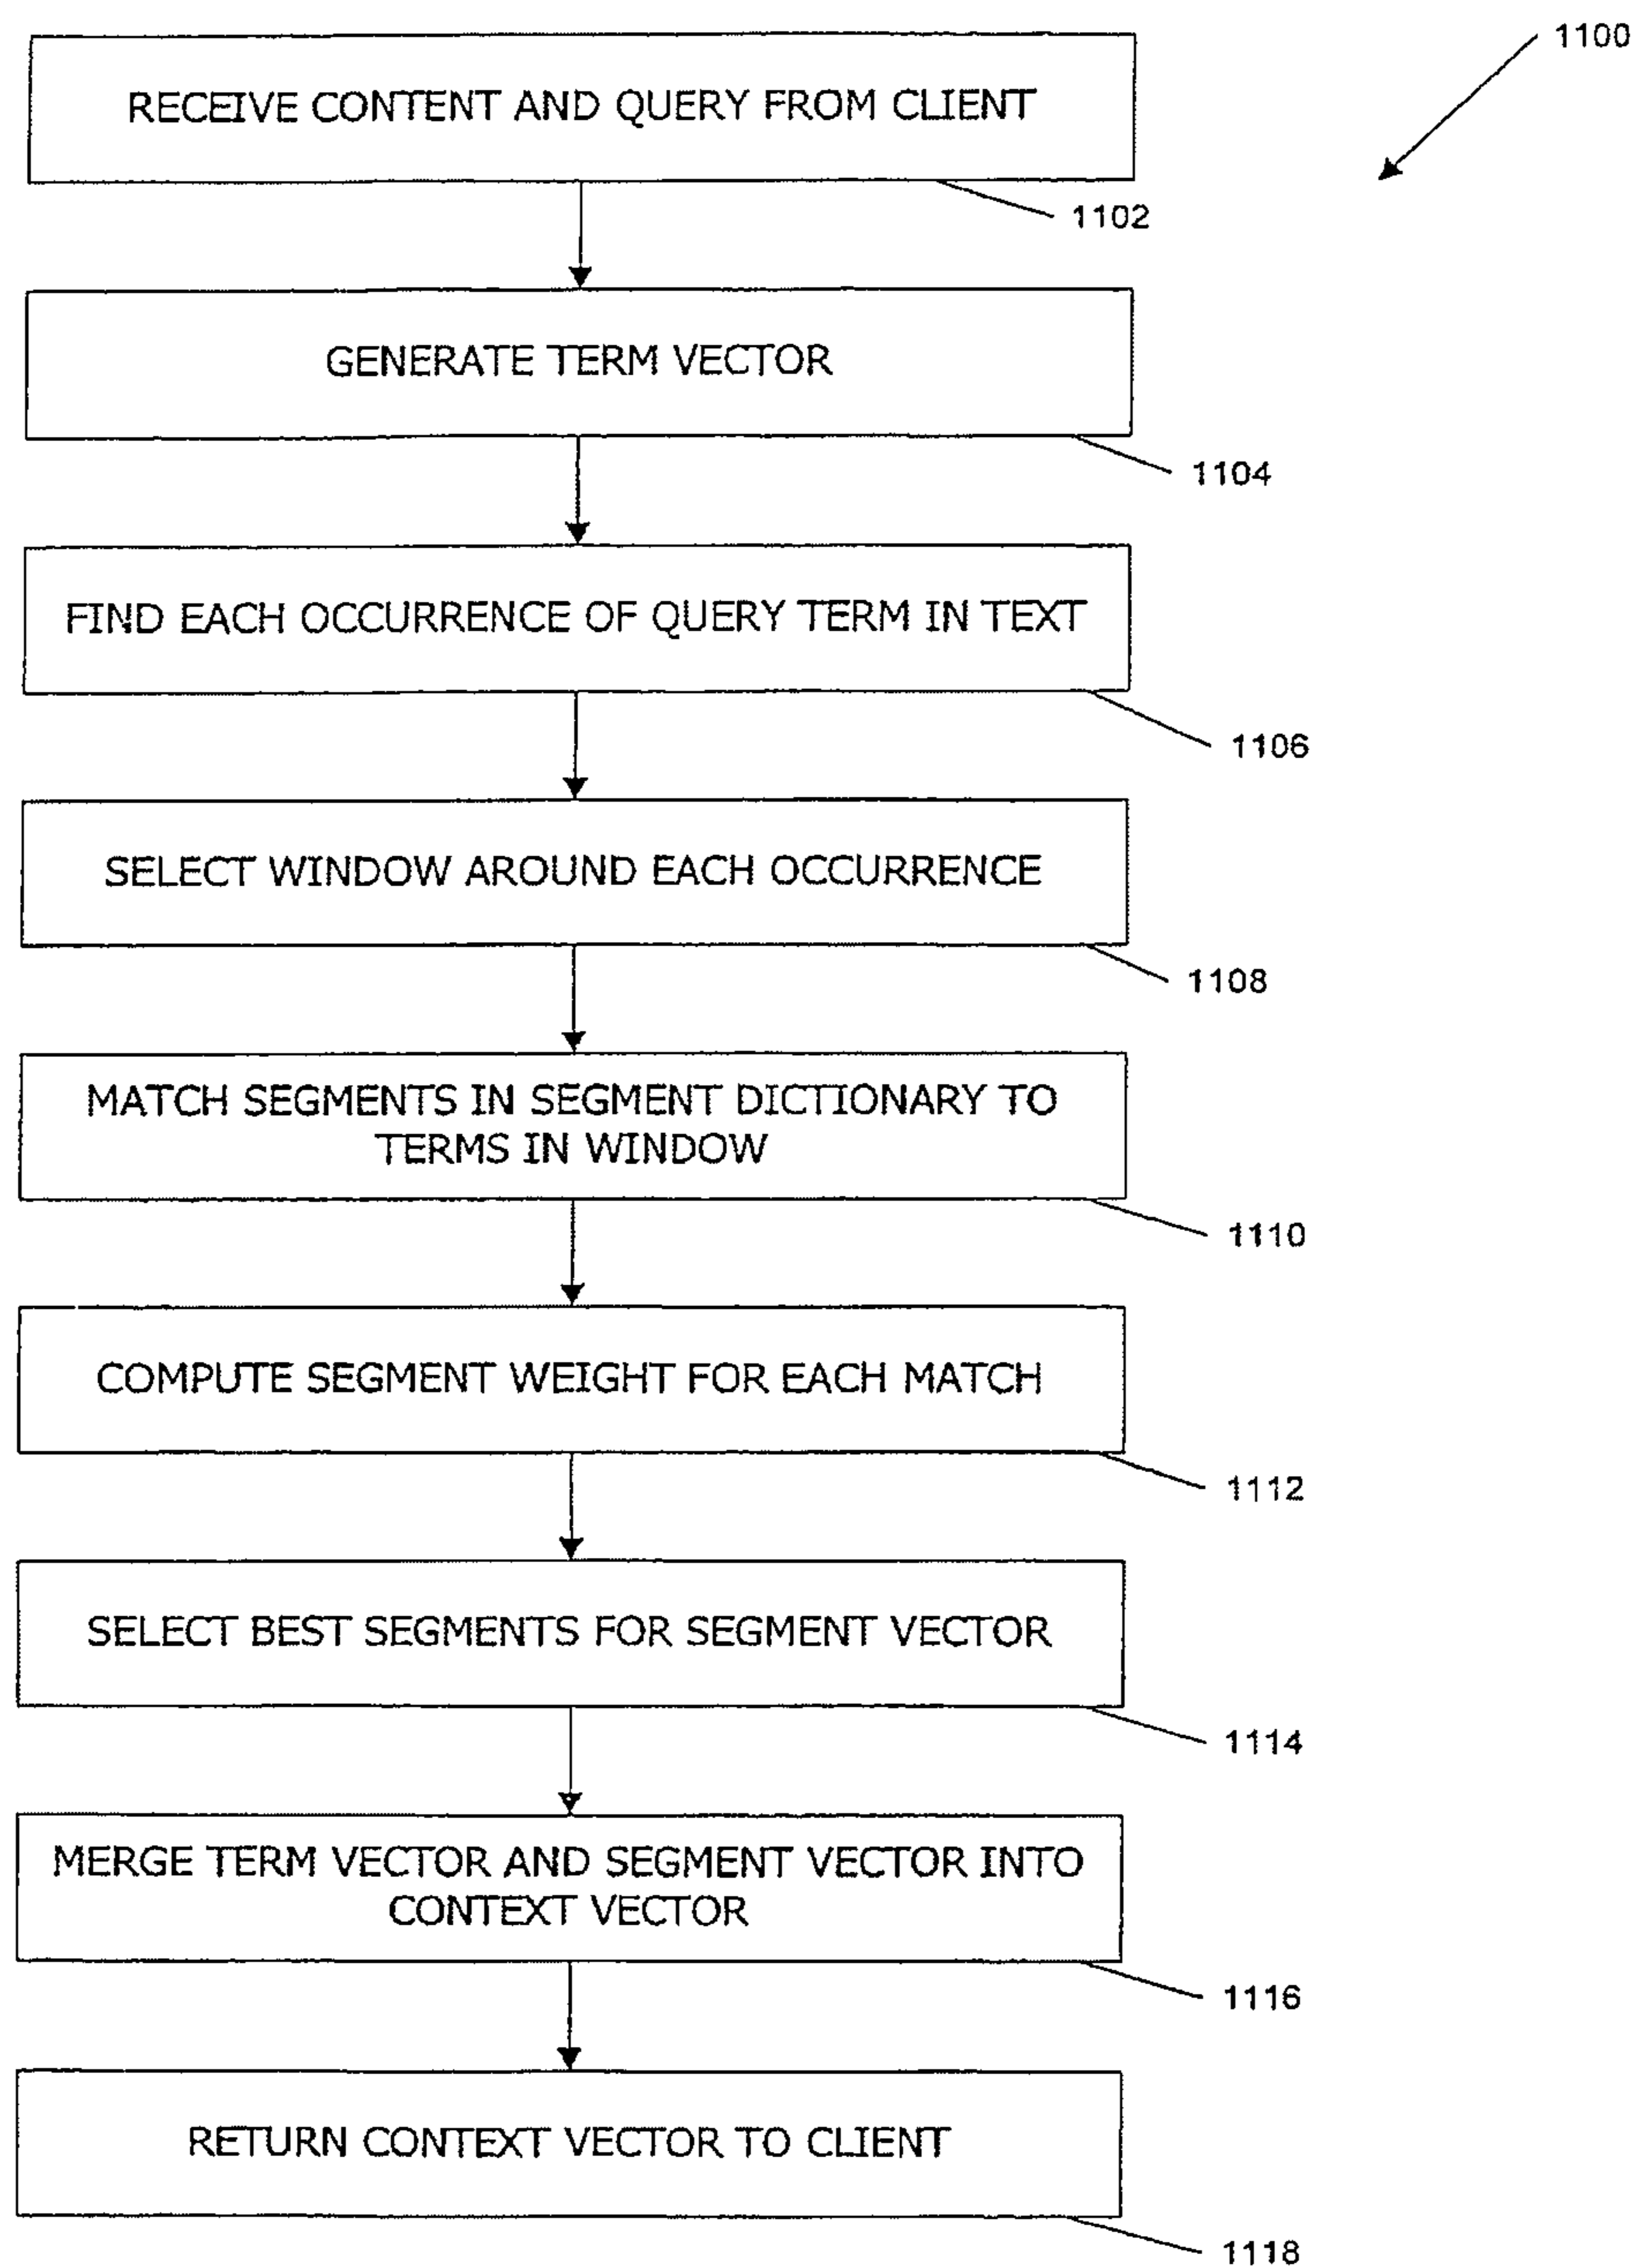 1100
RECEIVE CONTENT AND QUERY FROM CLIENT
1102
GENERATE TERM VECTOR
1104
FIND EACH OCCURRENCE OF QUERY TERM IN TEXT
1106
SELECT WINDOW AROUND EACH OCCURRENCE
1108
MATCH SEGMENTS IN SEGMENT DICTIONARY TO
TERMS IN WINDOW
1110
COMPUTE SEGMENT WEIGHT FOR EACH MATCH
1112
SELECT BEST SEGMENTS FOR SEGMENT VECTOR
1114
MERGE TERM VECTOR AND SEGMENT VECTOR INTO
CONTEXT VECTOR
1116
RETURN CONTEXT VECTOR TO CLIENT
1118